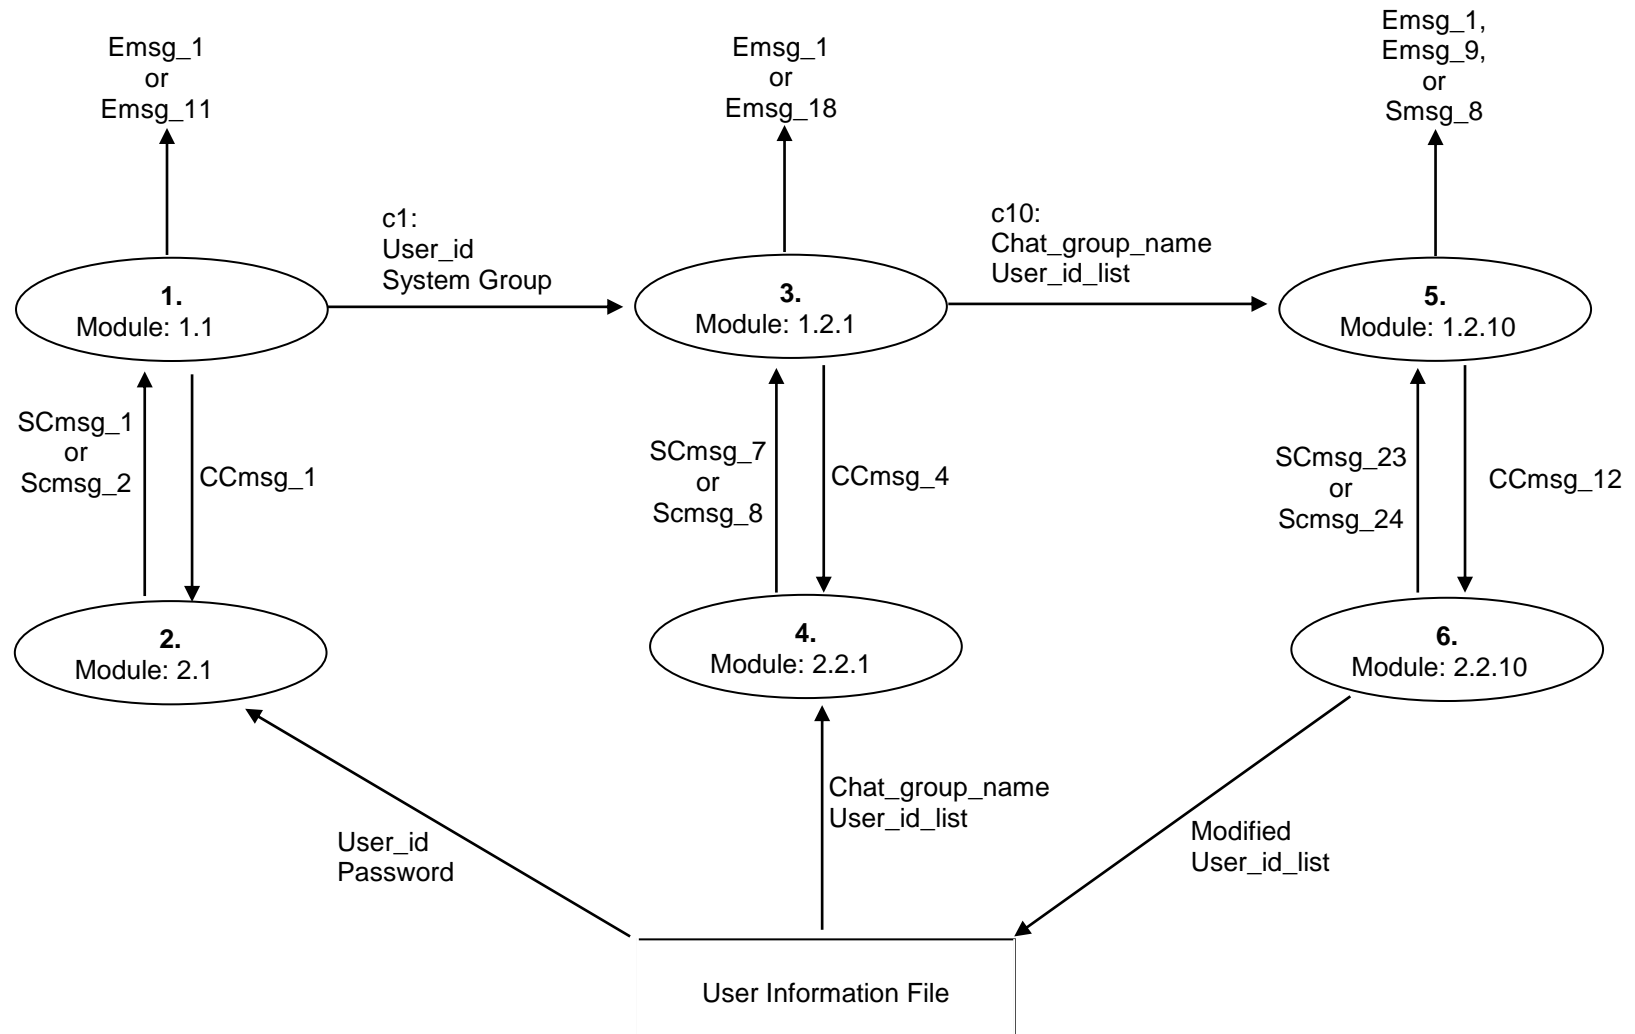 Emsg_1
or
Emsg_11
Emsg_1
or
Emsg_18
Emsg_1,
Emsg_9,
or
Smsg_8
c1:
User_id
System Group
c10:
Chat_group_name
User_id_list
1.
Module: 1.1
3.
Module: 1.2.1
5.
Module: 1.2.10
SCmsg_1
or
Scmsg_2
CCmsg_1
SCmsg_7
or
Scmsg_8
CCmsg_4
SCmsg_23
or
Scmsg_24
CCmsg_12
2.
Module: 2.1
4.
Module: 2.2.1
6.
Module: 2.2.10
User_id
Password
Chat_group_name
User_id_list
Modified
User_id_list
User Information File